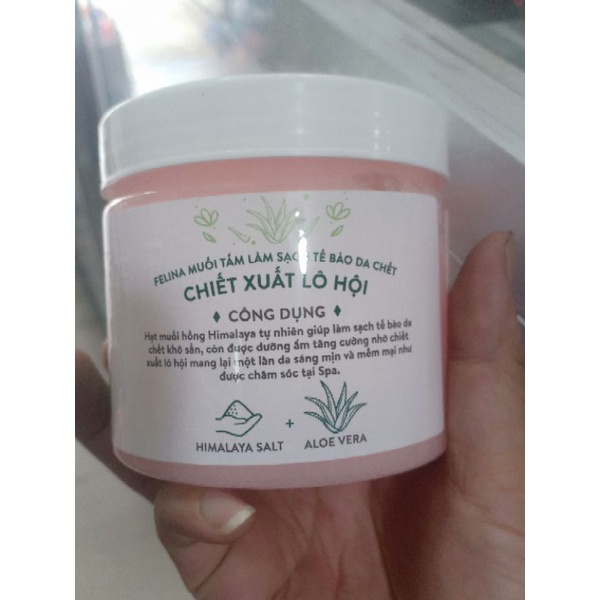 FELINA MUỐI TẮM LÀM SẠCH TẾ BÀO DA CHẾT
CHIẾT XUẤT LÔ HỘI
CÔNG DỤNG
Hạt muối hồng Himalaya tự nhiên giúp làm sạch tế bào da
chết khô sần, còn được dưỡng ẩm tăng cường nhờ chiết
xuất lô hội mang lại một làn da sáng mịn và mềm mại như
được chăm sóc tại Spa.
+
HIMALAYA SALT
ALOE VERA